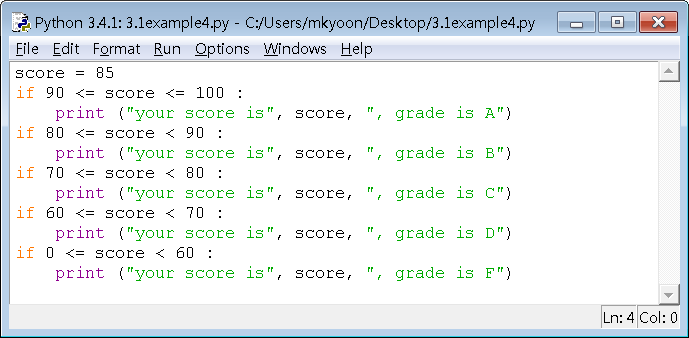 Python 3.4.1: 3.1example4.py - C:/Users/mkyoon/Desktop/3.1example4.py
File Edit Format Run Options Windows Help
score = 85
if 90 <= score <= 100 :
    print ("your score is", score, ", grade is A")
if 80 <= score < 90 :
    print ("your score is", score, ", grade is B")
if 70 <= score < 80 :
    print ("your score is", score, ", grade is C")
if 60 <= score < 70 :
    print ("your score is", score, ", grade is D")
if 0 <= score < 60 :
    print ("your score is", score, ", grade is F")
Ln: 4 Col: 0